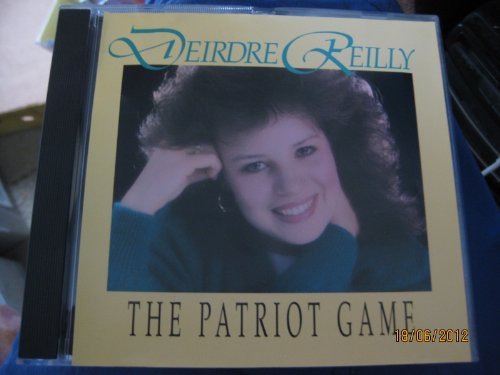 DEIRDRE REILLY
THE PATRIOT GAME
18/06/2012